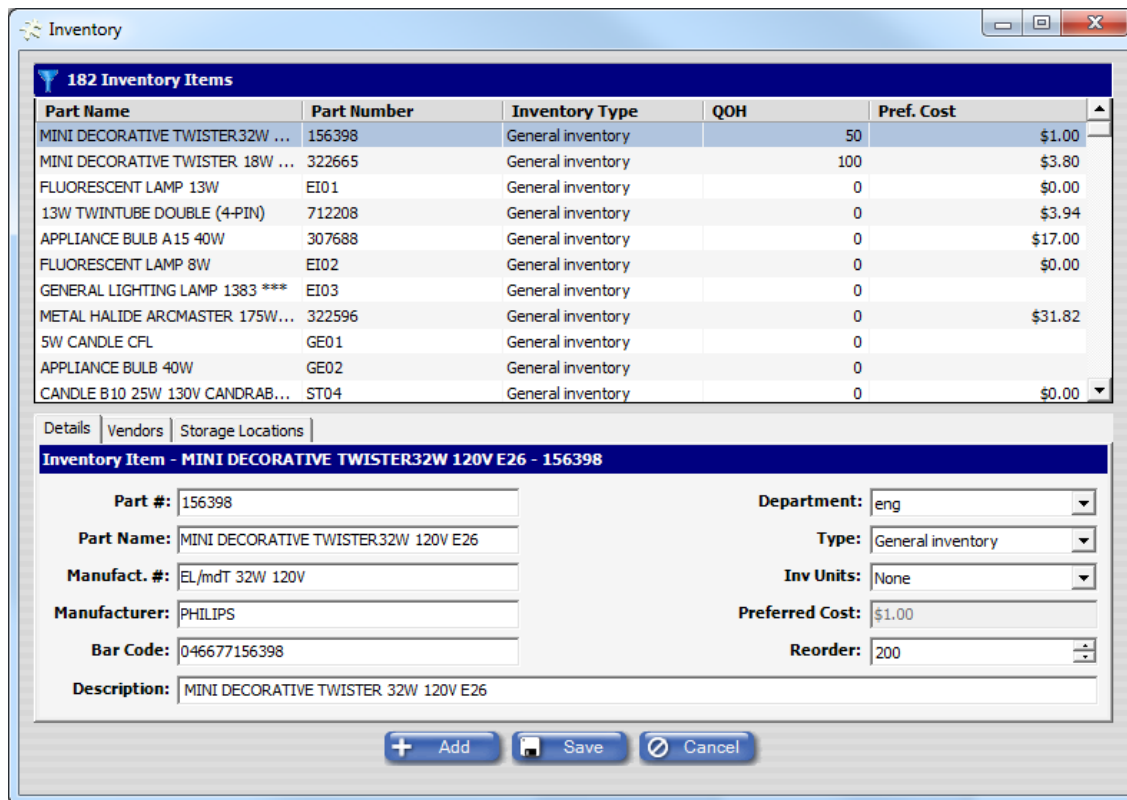 Inventory
182 Inventory Items
Part Name Part Number Inventory Type QOH Pref. Cost
MINI DECORATIVE TWISTER32W ... 156398 General inventory 50 $1.00
MINI DECORATIVE TWISTER 18W ... 322665 General inventory 100 $3.80
FLUORESCENT LAMP 13W EI01 General inventory 0 $0.00
13W TWINTUBE DOUBLE (4-PIN) 712208 General inventory 0 $3.94
APPLIANCE BULB A15 40W 307688 General inventory 0 $17.00
FLUORESCENT LAMP 8W EI02 General inventory 0 $0.00
GENERAL LIGHTING LAMP 1383 *** EI03 General inventory 0
METAL HALIDE ARCMASTER 175W... 322596 General inventory 0 $31.82
5W CANDLE CFL GE01 General inventory 0
APPLIANCE BULB 40W GE02 General inventory 0
CANDLE B10 25W 130V CANDRAB... ST04 General inventory 0 $0.00
Details Vendors Storage Locations
Inventory Item - MINI DECORATIVE TWISTER32W 120V E26 - 156398
Part #: 156398 Department: eng
Part Name: MINI DECORATIVE TWISTER32W 120V E26 Type: General inventory
Manufact. #: EL/mdT 32W 120V Inv Units: None
Manufacturer: PHILIPS Preferred Cost: $1.00
Bar Code: 046677156398 Reorder: 200
Description: MINI DECORATIVE TWISTER 32W 120V E26
Add Save Cancel